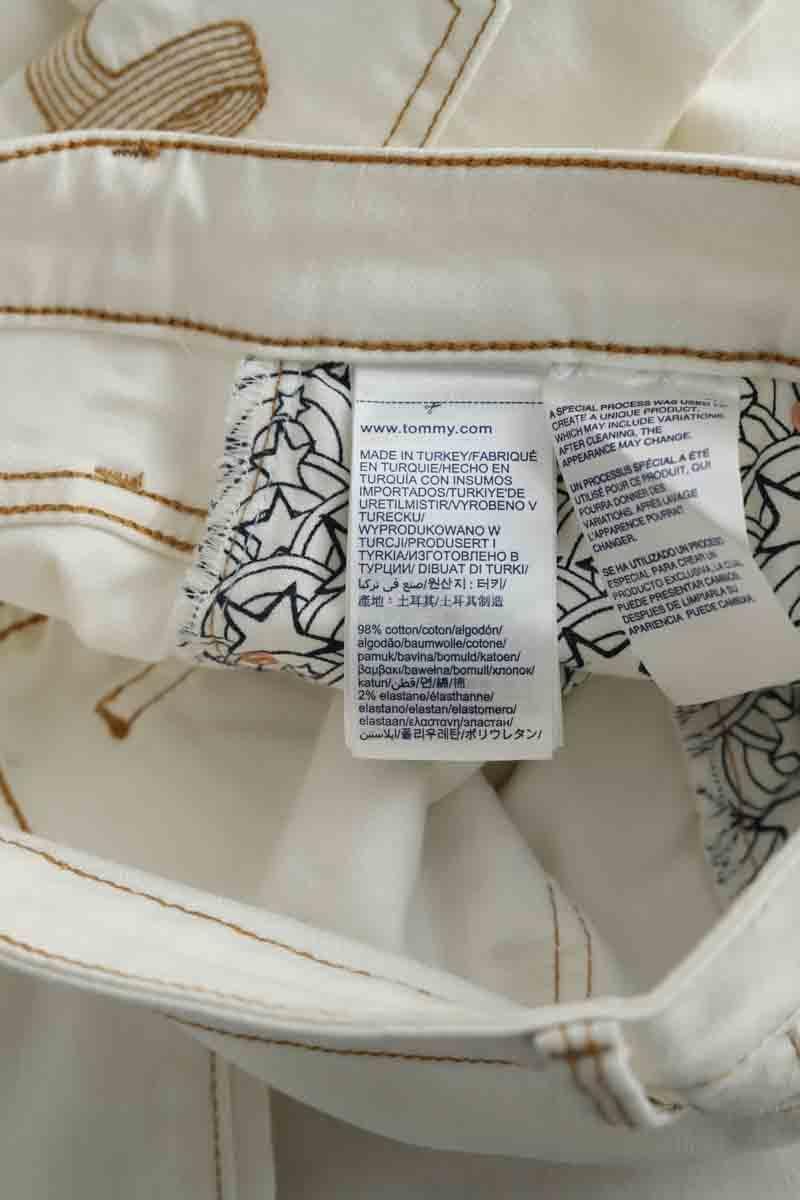 www.tommy.com
MADE IN TURKEY/FABRIQUÉ
EN TURQUIE/HECHO EN
TURQUÍA CON INSUMOS
IMPORTADOS/TURKIYE'DE
URETILMISTIR/VYROBENO V
TURECKU/
WYPRODUKOWANO W
TURCJI/PRODUSERT I
TYRKIA/ИЗГОТОВЛЕНО В
ТУРЦИИ/ DIBUAT DI TURKI/
صنع في تركيا/원산지 : 터키/
產地 : 土耳其/土耳其制造
98% cotton/coton/algodón/
algodão/baumwolle/cotone/
pamuk/bavlna/bomuld/katoen/
βαμβακι/bawełna/bomull/хлопок/
katun/قطن/면/綿/棉
2% elastane/élasthanne/
elastano/elastan/elastomero/
elastaan/ελαστανη/эластан/
ايلاستين/폴리우레탄/ポリウレタン/
A SPECIAL PROCESS WAS USED TO
CREATE A UNIQUE PRODUCT,
WHICH MAY INCLUDE VARIATIONS.
AFTER CLEANING, THE
APPEARANCE MAY CHANGE.
UN PROCESSUS SPÉCIAL A ÉTÉ
UTILISÉ POUR CE PRODUIT, QUI
POURRA DONNER DES
VARIATIONS. APRÈS LAVAGE
L'APPARENCE POURRAIT
CHANGER.
SE HA UTILIZADO UN PROCESO
ESPECIAL PARA CREAR UN
PRODUCTO EXCLUSIVO, LA CUAL
PUEDE PRESENTAR CAMBIOS.
DESPUES DE LIMPIARLA SU
APARIENCIA PUEDE CAMBIAR.